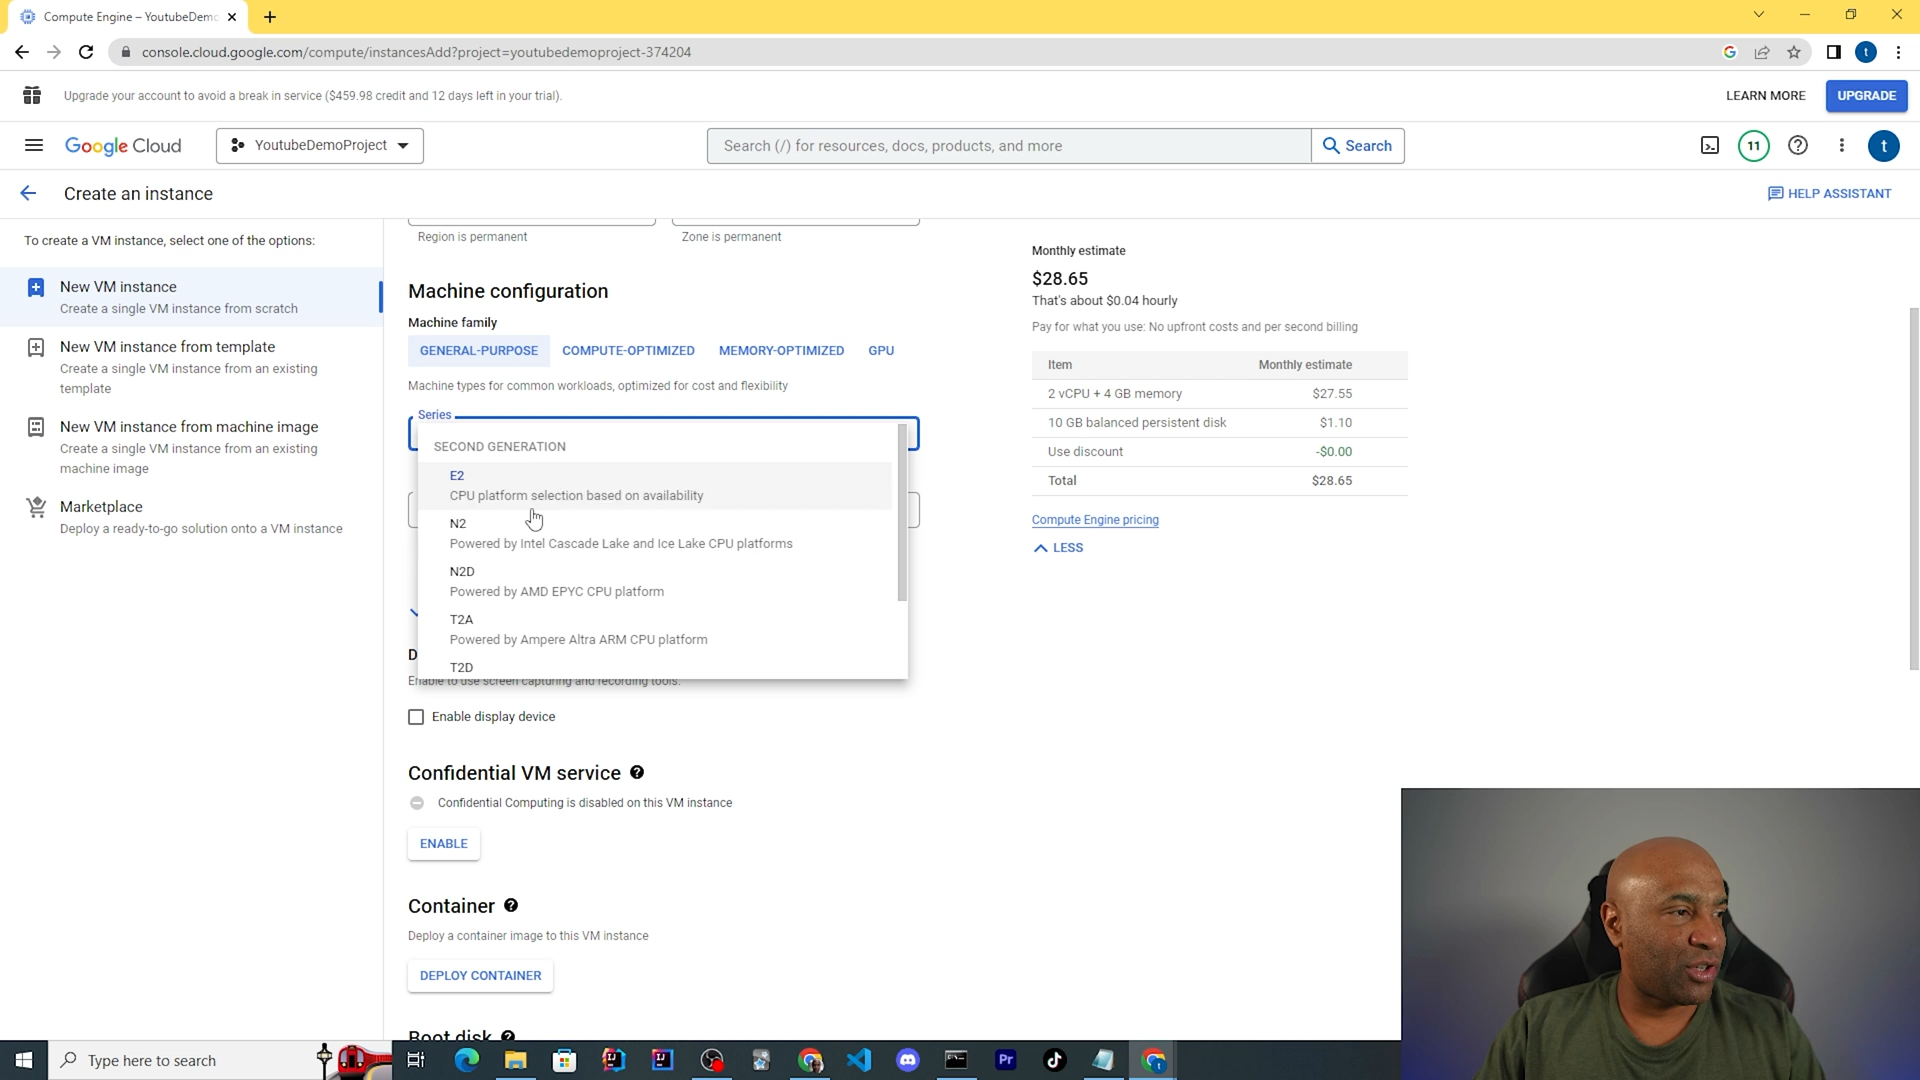 Compute Engine – YoutubeDemo
console.cloud.google.com/compute/instancesAdd?project=youtubedemoproject-374204
t
Upgrade your account to avoid a break in service ($459.98 credit and 12 days left in your trial).
LEARN MORE
UPGRADE
Google Cloud
YoutubeDemoProject
Search (/) for resources, docs, products, and more
Search
11
t
Create an instance
HELP ASSISTANT
To create a VM instance, select one of the options:
New VM instance
Create a single VM instance from scratch
New VM instance from template
Create a single VM instance from an existing
template
New VM instance from machine image
Create a single VM instance from an existing
machine image
Marketplace
Deploy a ready-to-go solution onto a VM instance
Region is permanent
Zone is permanent
Machine configuration
Machine family
GENERAL-PURPOSE
COMPUTE-OPTIMIZED
MEMORY-OPTIMIZED
GPU
Machine types for common workloads, optimized for cost and flexibility
Series
SECOND GENERATION
E2
CPU platform selection based on availability
N2
Powered by Intel Cascade Lake and Ice Lake CPU platforms
N2D
Powered by AMD EPYC CPU platform
T2A
Powered by Ampere Altra ARM CPU platform
T2D
D
Enable to use screen capturing and recording tools.
Enable display device
Confidential VM service
Confidential Computing is disabled on this VM instance
ENABLE
Container
Deploy a container image to this VM instance
DEPLOY CONTAINER
Boot disk
Monthly estimate
$28.65
That's about $0.04 hourly
Pay for what you use: No upfront costs and per second billing
Item Monthly estimate
2 vCPU + 4 GB memory $27.55
10 GB balanced persistent disk $1.10
Use discount -$0.00
Total $28.65
Compute Engine pricing
LESS
Type here to search
Pr
t